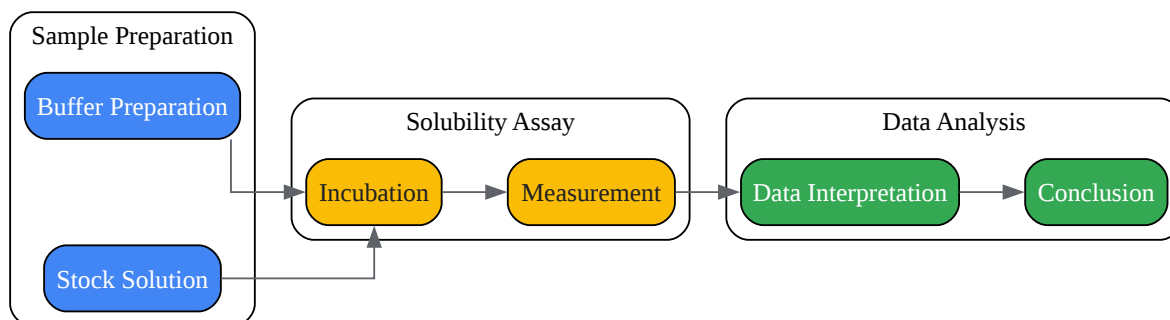 Sample Preparation
Buffer Preparation
Stock Solution
Solubility Assay
Incubation
Measurement
Data Analysis
Data Interpretation
Conclusion